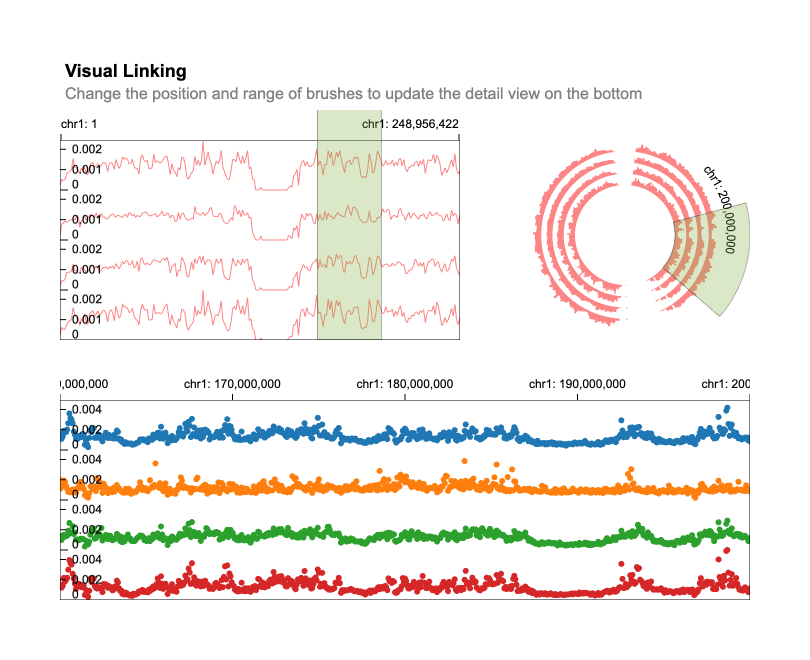 Visual Linking
Change the position and range of brushes to update the detail view on the bottom
chr1: 1
chr1: 248,956,422
0.002
0.001
0
0.002
0.001
0
0.002
0.001
0
0.002
0.001
0
chr1: 200,000,000
0,000,000
chr1: 170,000,000
chr1: 180,000,000
chr1: 190,000,000
chr1: 200
0.004
0.002
0
0.004
0.002
0
0.004
0.002
0
0.004
0.002
0